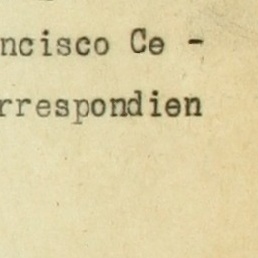 ncisco Ce -
rrespondien